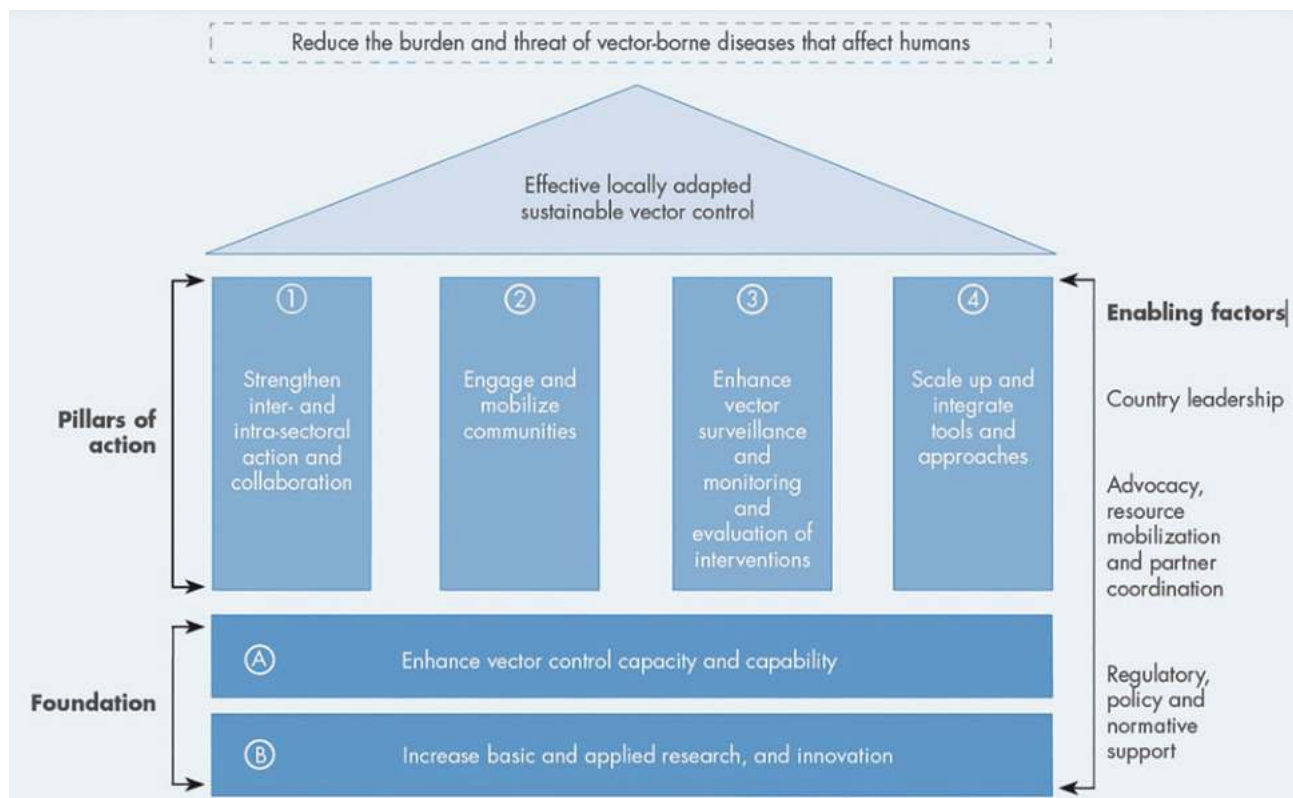 Reduce the burden and threat of vector-borne diseases that affect humans
Effective locally adapted
sustainable vector control
Pillars of
action
1
Strengthen
inter- and
intra-sectoral
action and
collaboration
2
Engage and
mobilize
communities
3
Enhance
vector
surveillance
and
monitoring
and
evaluation of
interventions
4
Scale up and
integrate
tools and
approaches
Enabling factors
Country leadership
Advocacy,
resource
mobilization
and partner
coordination
Regulatory,
policy and
normative
support
Foundation
A
Enhance vector control capacity and capability
B
Increase basic and applied research, and innovation